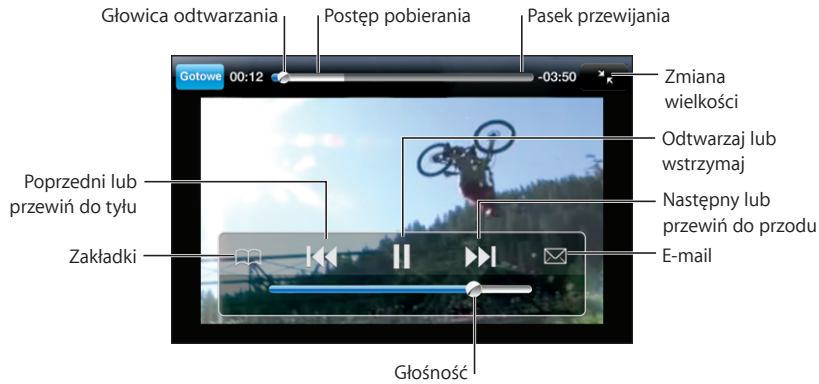 Głowica odtwarzania
Postęp pobierania
Pasek przewijania
Gotowe
00:12
-03:50
Zmiana
wielkości
Odtwarzaj lub
wstrzymaj
Poprzedni lub
przewiń do tyłu
Następny lub
przewiń do przodu
Zakładki
E-mail
Głośność